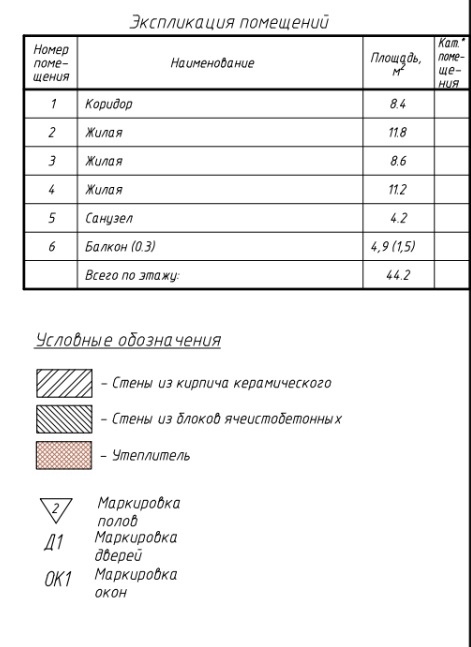 Экспликация помещений
Номер помещения Наименование Площадь, м² Кат.* помещения
1 Коридор 8.4
2 Жилая 11.8
3 Жилая 8.6
4 Жилая 11.2
5 Санузел 4.2
6 Балкон (0.3) 4,9 (1,5)
Всего по этажу: 44.2
Условные обозначения
– Стены из кирпича керамического
– Стены из блоков ячеистобетонных
– Утеплитель
2 Маркировка
полов
Д1 Маркировка
дверей
ОК1 Маркировка
окон